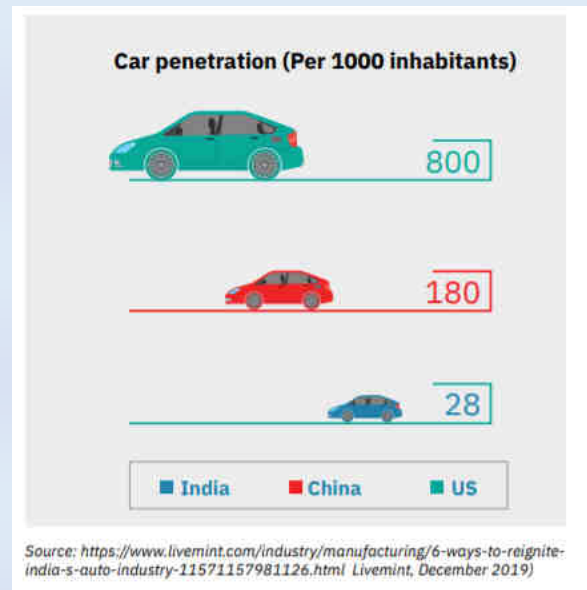 Car penetration (Per 1000 inhabitants)
800
180
28
India China US
Source: https://www.livemint.com/industry/manufacturing/6-ways-to-reignite-
india-s-auto-industry-11571157981126.html Livemint, December 2019)